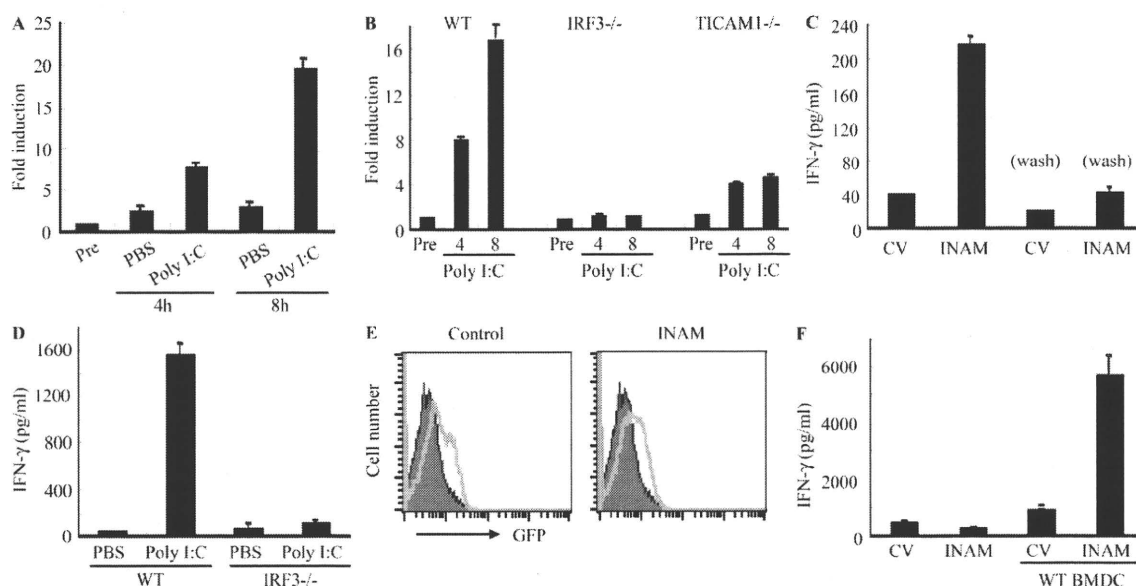 A
Fold induction
25
20
15
10
5
0
Pre
PBS
Poly I:C
PBS
Poly I:C
4h
8h
B
WT
IRF3-/-
TICAM1-/-
Fold induction
16
12
8
4
0
Pre 4 8
Poly I:C
Pre 4 8
Poly I:C
Pre 4 8
Poly I:C
C
IFN-γ (pg/ml)
240
200
160
120
80
40
0
(wash)
(wash)
CV
INAM
CV
INAM
D
IFN-γ (pg/ml)
1600
1200
800
400
0
PBS
Poly I:C
PBS
Poly I:C
WT
IRF3-/-
E
Control
INAM
Cell number
GFP
F
IFN-γ (pg/ml)
6000
4000
2000
0
CV
INAM
CV
INAM
WT BMDC